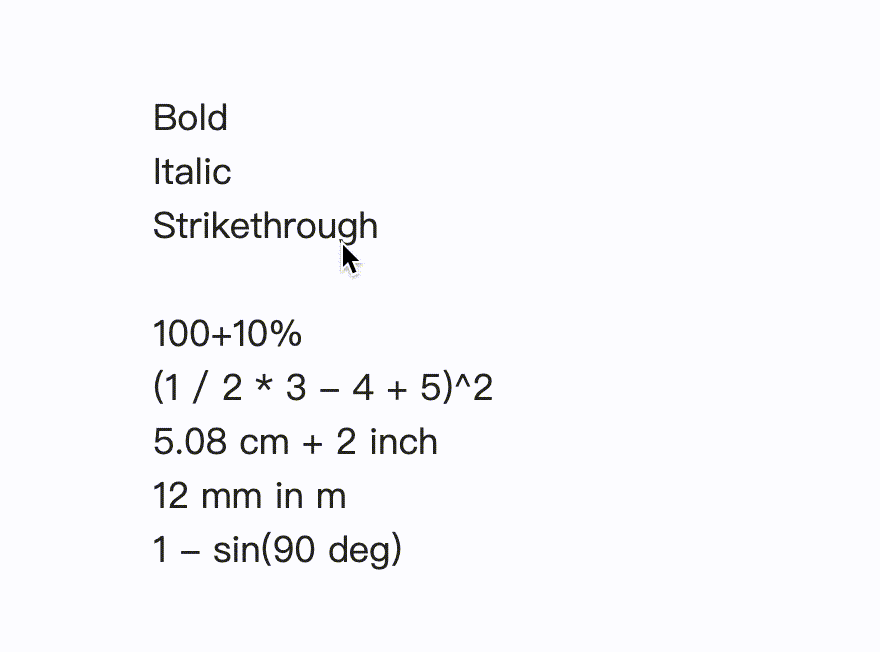 Bold
Italic
Strikethrough
100+10%
(1 / 2 * 3 – 4 + 5)^2
5.08 cm + 2 inch
12 mm in m
1 – sin(90 deg)